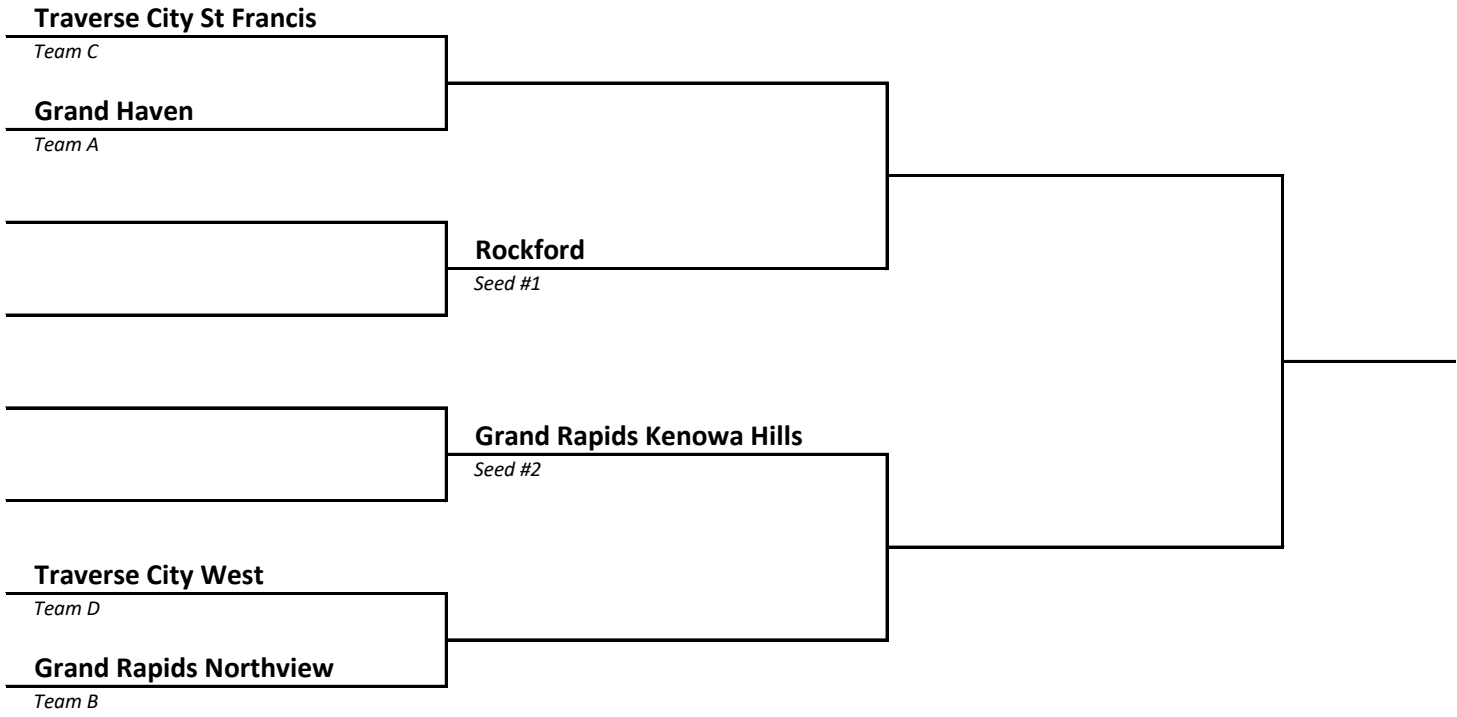 Traverse City St Francis
Team C
Grand Haven
Team A
Rockford
Seed #1
Grand Rapids Kenowa Hills
Seed #2
Traverse City West
Team D
Grand Rapids Northview
Team B